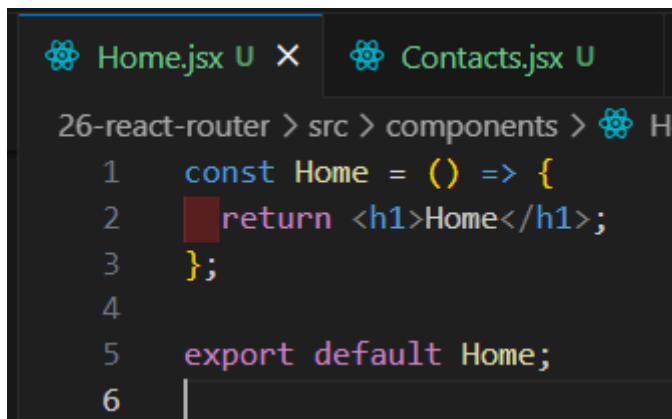 Home.jsx U × Contacts.jsx U
26-react-router > src > components > H
1 const Home = () => {
2 return <h1>Home</h1>;
3 };
4
5 export default Home;
6